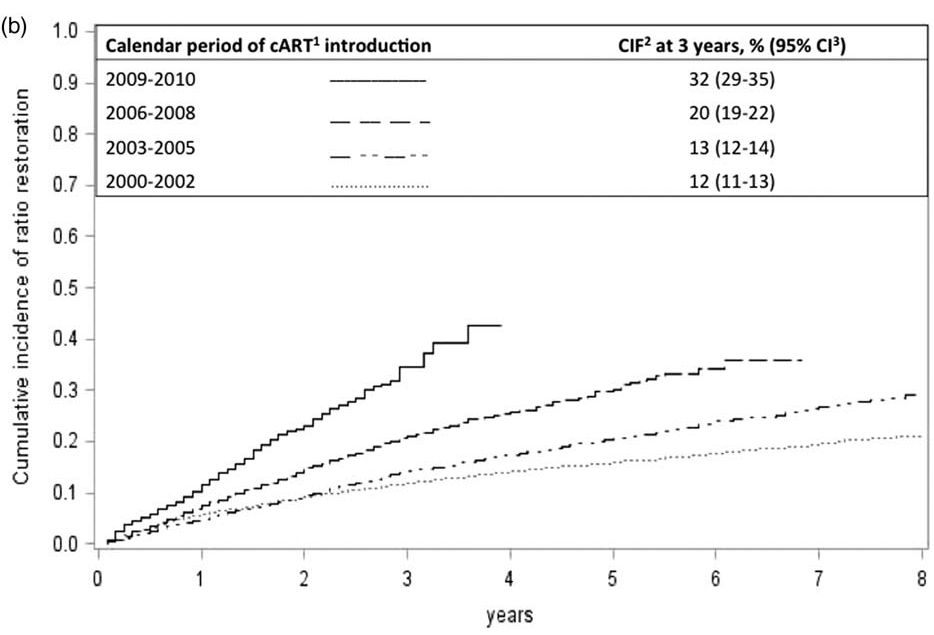 (b)
1.0
Calendar period of cART¹ introduction CIF² at 3 years, % (95% CI³)
0.9
2009-2010 32 (29-35)
2006-2008 20 (19-22)
0.8
2003-2005 13 (12-14)
0.7
2000-2002 12 (11-13)
0.6
0.5
0.4
0.3
0.2
0.1
0.0
Cumulative incidence of ratio restoration
0 1 2 3 4 5 6 7 8
years